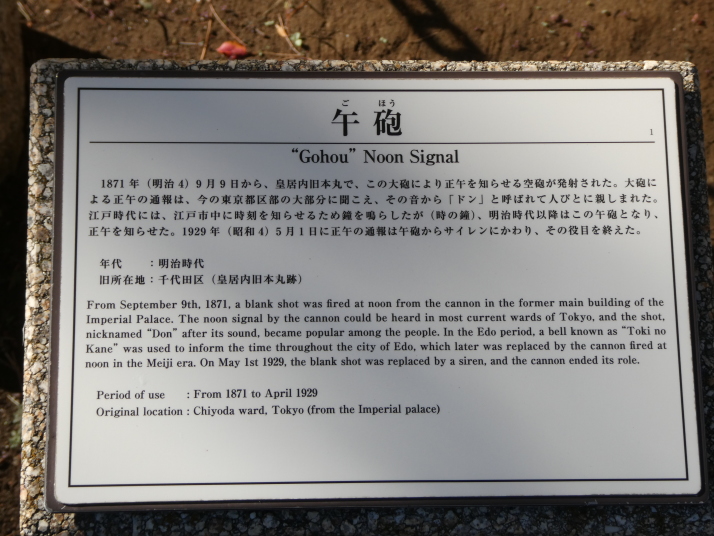 ご ほう
午砲
1
“Gohou” Noon Signal
1871年（明治4）9月9日から、皇居内旧本丸で、この大砲により正午を知らせる空砲が発射された。大砲に
よる正午の通報は、今の東京都区部の大部分に聞こえ、その音から「ドン」と呼ばれて人びとに親しまれた。
江戸時代には、江戸市中に時刻を知らせるため鐘を鳴らしたが（時の鐘）、明治時代以降はこの午砲となり、
正午を知らせた。1929年（昭和4）5月1日に正午の通報は午砲からサイレンにかわり、その役目を終えた。
年代　　：明治時代
旧所在地：千代田区（皇居内旧本丸跡）
From September 9th, 1871, a blank shot was fired at noon from the cannon in the former main building of the
Imperial Palace. The noon signal by the cannon could be heard in most current wards of Tokyo, and the shot,
nicknamed “Don” after its sound, became popular among the people. In the Edo period, a bell known as “Toki no
Kane” was used to inform the time throughout the city of Edo, which later was replaced by the cannon fired at
noon in the Meiji era. On May 1st 1929, the blank shot was replaced by a siren, and the cannon ended its role.
Period of use : From 1871 to April 1929
Original location : Chiyoda ward, Tokyo (from the Imperial palace)